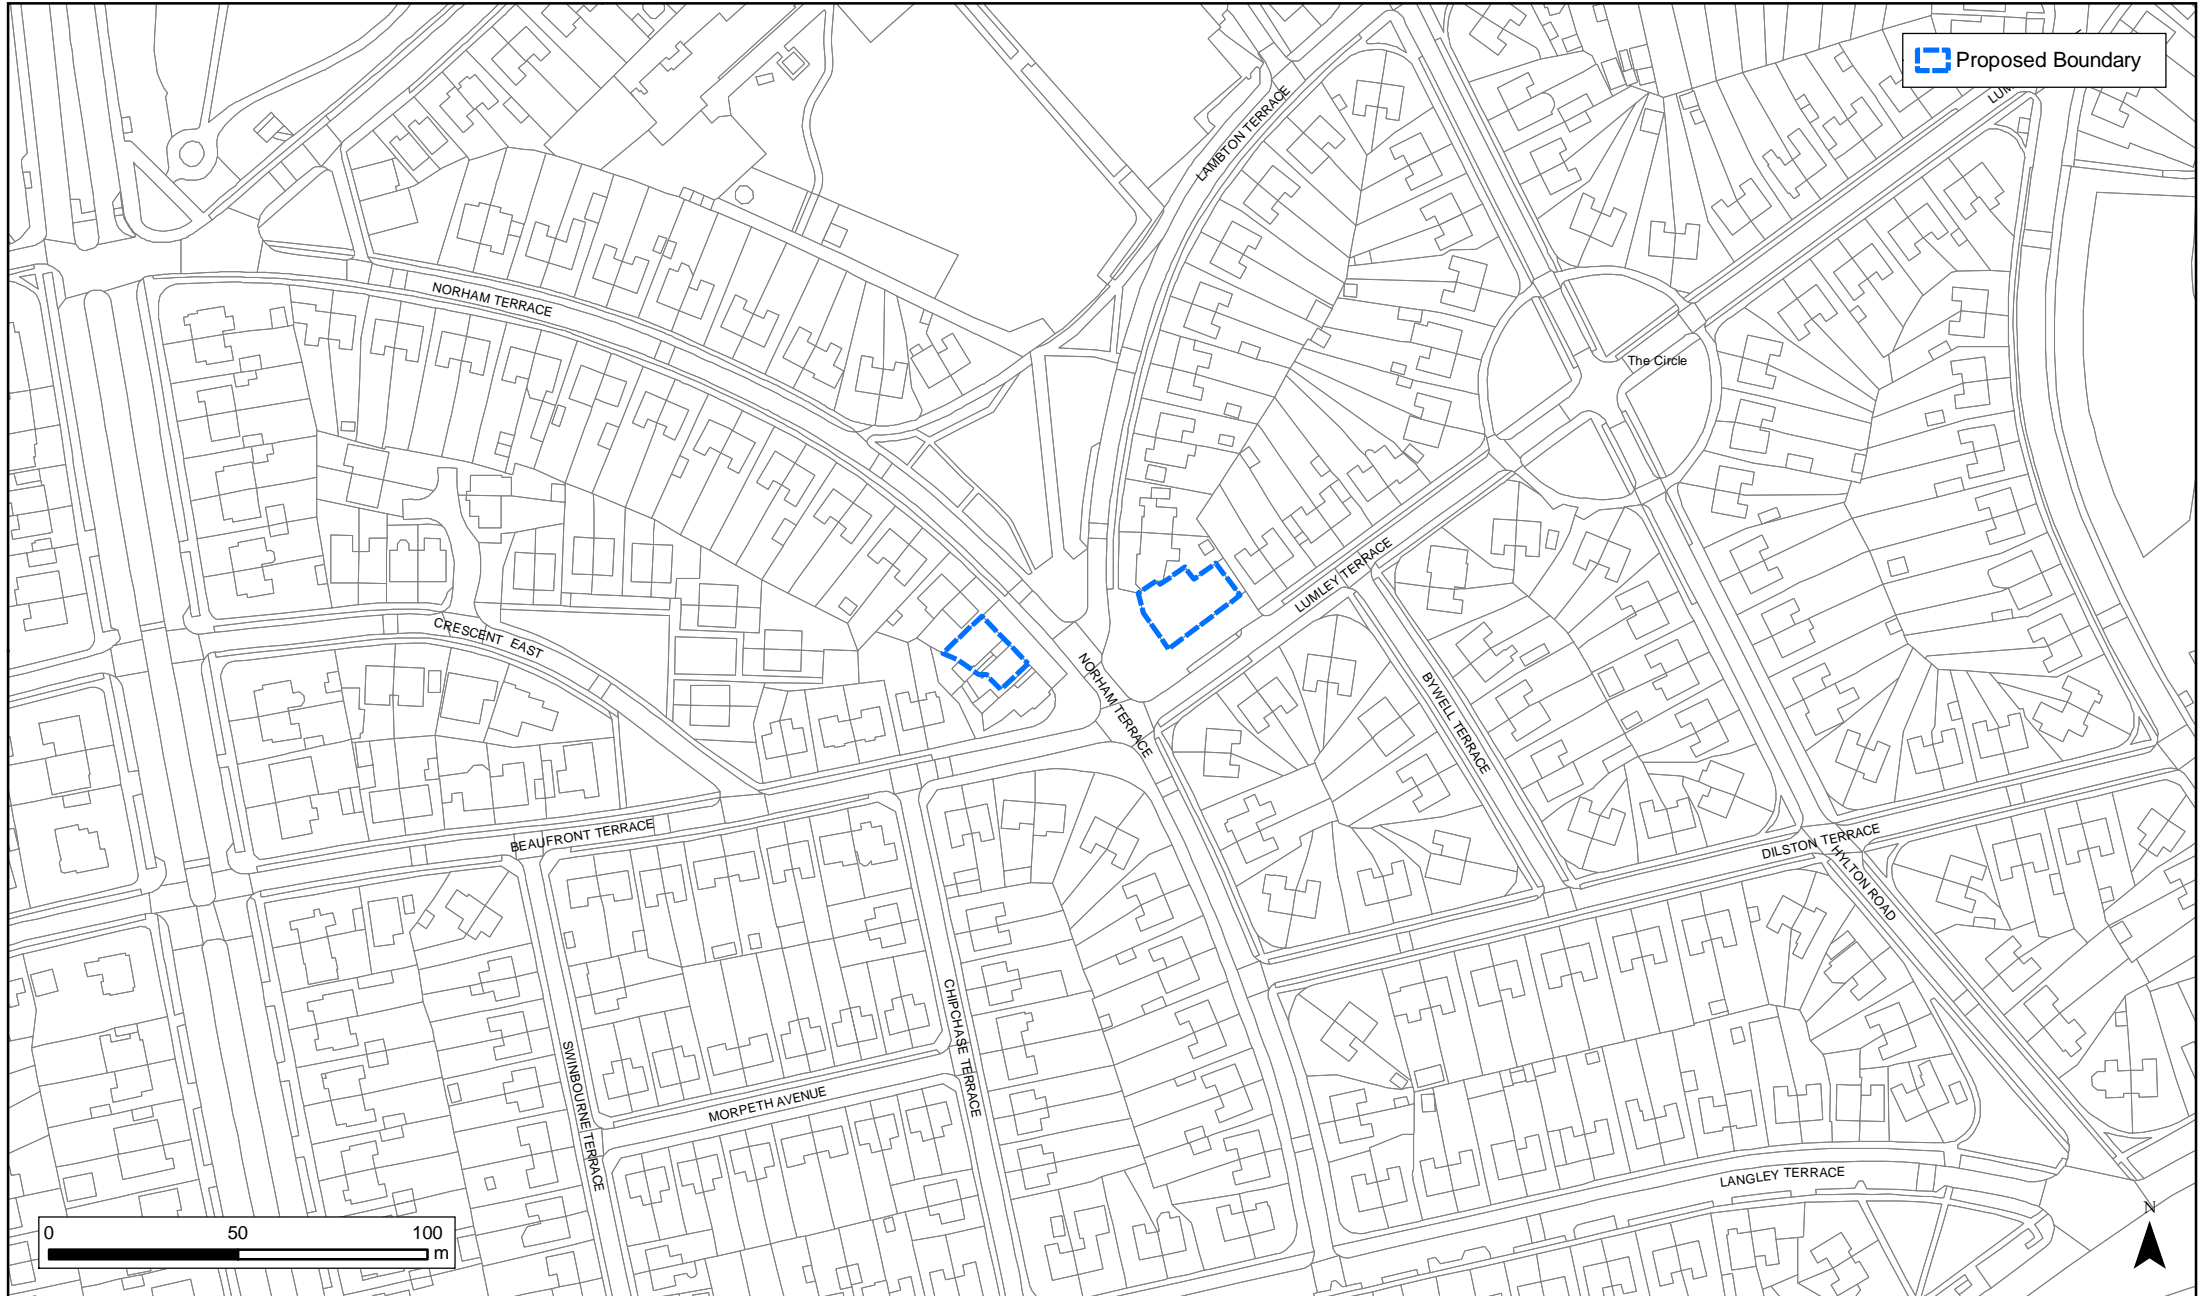 Proposed Boundary
LAMBTON TERRACE
NORHAM TERRACE
The Circle
LUMLEY TERRACE
CRESCENT EAST
NORHAM TERRACE
BYWELL TERRACE
BEAUFRONT TERRACE
DILSTON TERRACE
HYLTON ROAD
CHIPCHASE TERRACE
SWINBOURNE TERRACE
MORPETH AVENUE
LANGLEY TERRACE
N
0 50 100
m